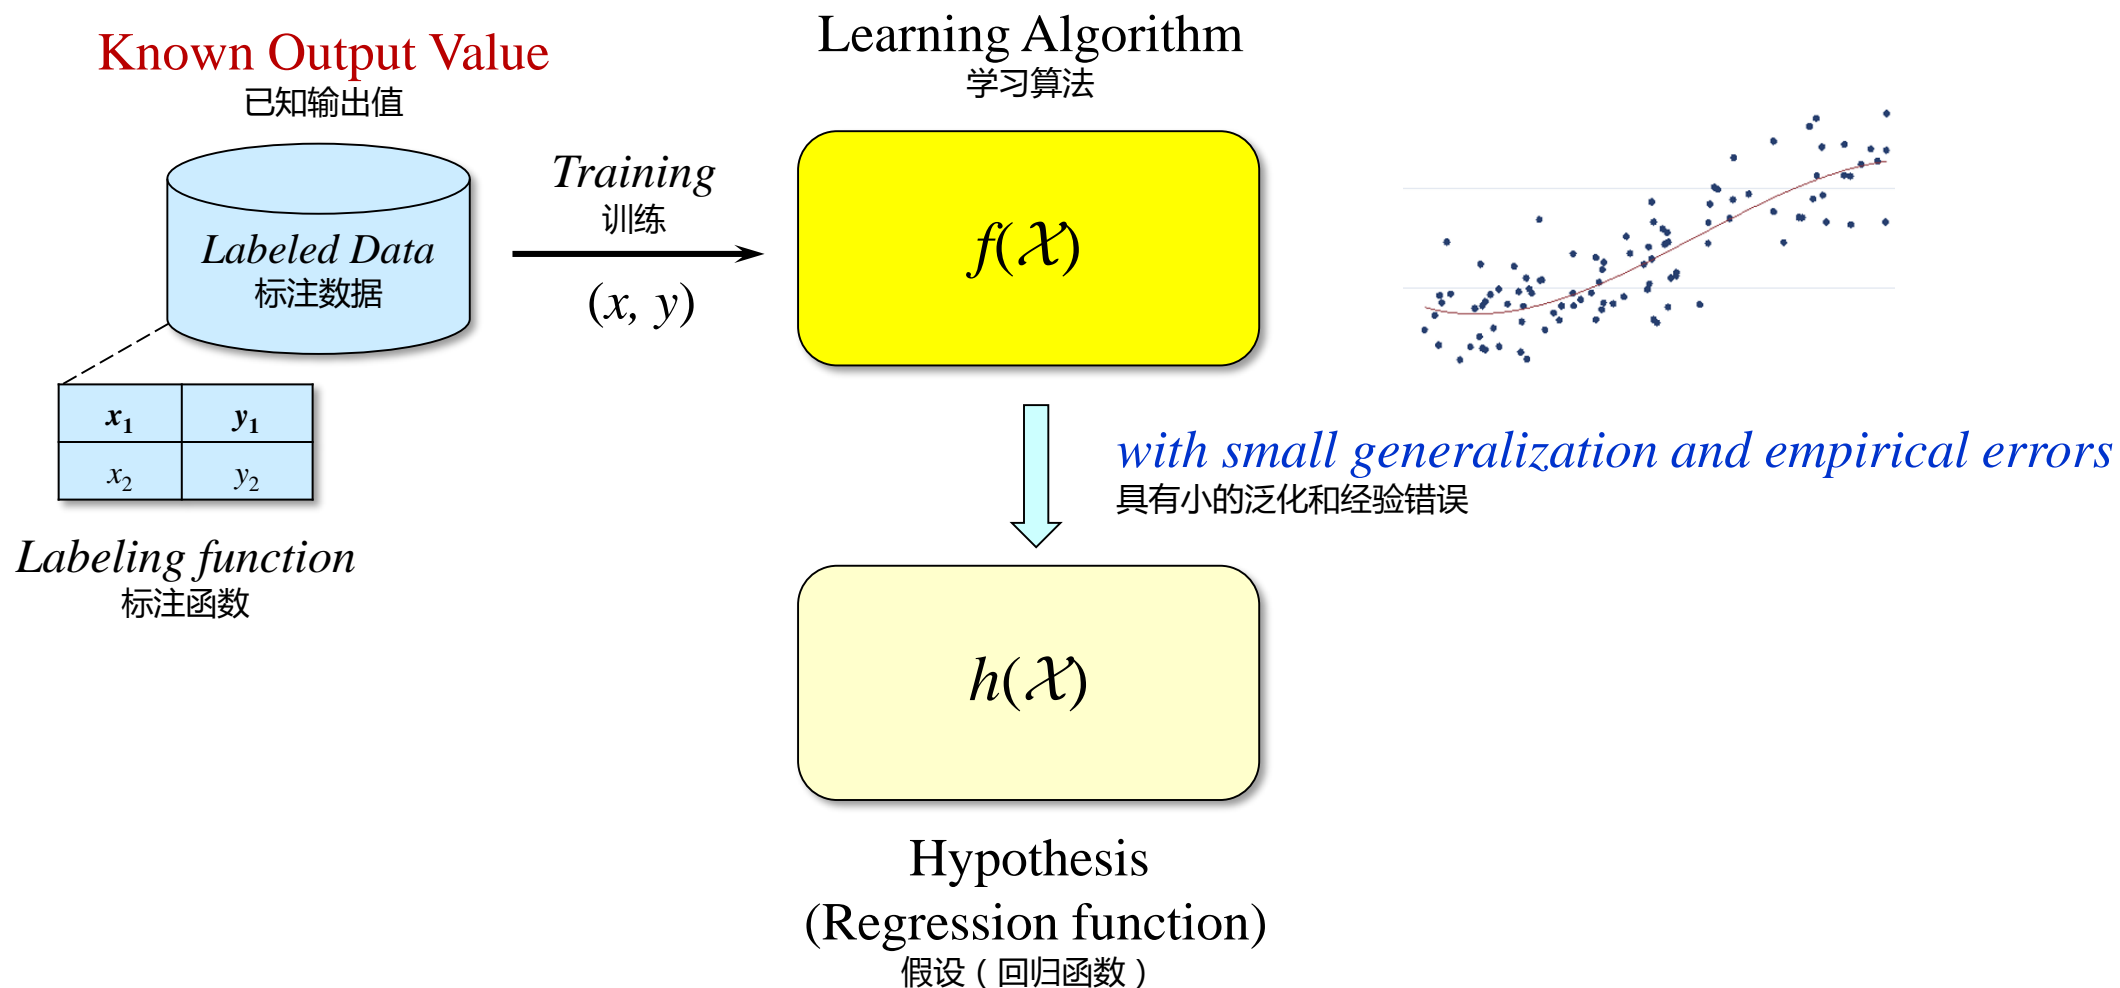 Known Output Value
已知输出值
Labeled Data
标注数据
x₁ y₁
x₂ y₂
Labeling function
标注函数
Training
训练
(x, y)
Learning Algorithm
学习算法
f(𝒳)
with small generalization and empirical errors
具有小的泛化和经验错误
h(𝒳)
Hypothesis
(Regression function)
假设（回归函数）